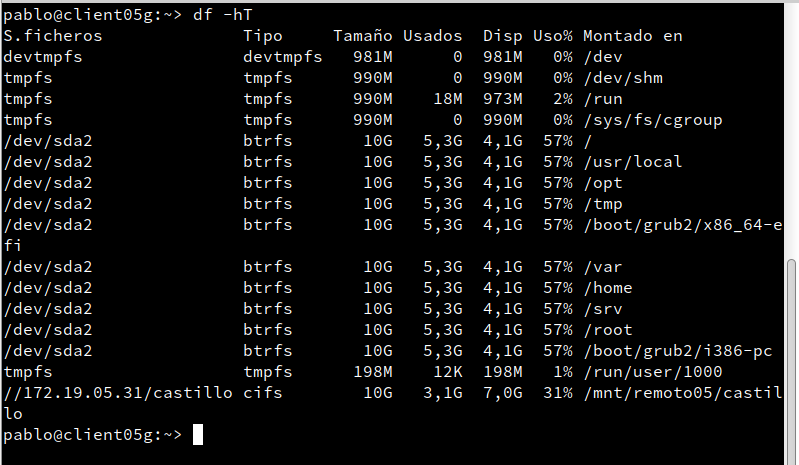 pablo@client05g:~> df -hT
S.ficheros Tipo Tamaño Usados Disp Uso% Montado en
devtmpfs devtmpfs 981M 0 981M 0% /dev
tmpfs tmpfs 990M 0 990M 0% /dev/shm
tmpfs tmpfs 990M 18M 973M 2% /run
tmpfs tmpfs 990M 0 990M 0% /sys/fs/cgroup
/dev/sda2 btrfs 10G 5,3G 4,1G 57% /
/dev/sda2 btrfs 10G 5,3G 4,1G 57% /usr/local
/dev/sda2 btrfs 10G 5,3G 4,1G 57% /opt
/dev/sda2 btrfs 10G 5,3G 4,1G 57% /tmp
/dev/sda2 btrfs 10G 5,3G 4,1G 57% /boot/grub2/x86_64-e
fi
/dev/sda2 btrfs 10G 5,3G 4,1G 57% /var
/dev/sda2 btrfs 10G 5,3G 4,1G 57% /home
/dev/sda2 btrfs 10G 5,3G 4,1G 57% /srv
/dev/sda2 btrfs 10G 5,3G 4,1G 57% /root
/dev/sda2 btrfs 10G 5,3G 4,1G 57% /boot/grub2/i386-pc
tmpfs tmpfs 198M 12K 198M 1% /run/user/1000
//172.19.05.31/castillo cifs 10G 3,1G 7,0G 31% /mnt/remoto05/castil
lo
pablo@client05g:~>